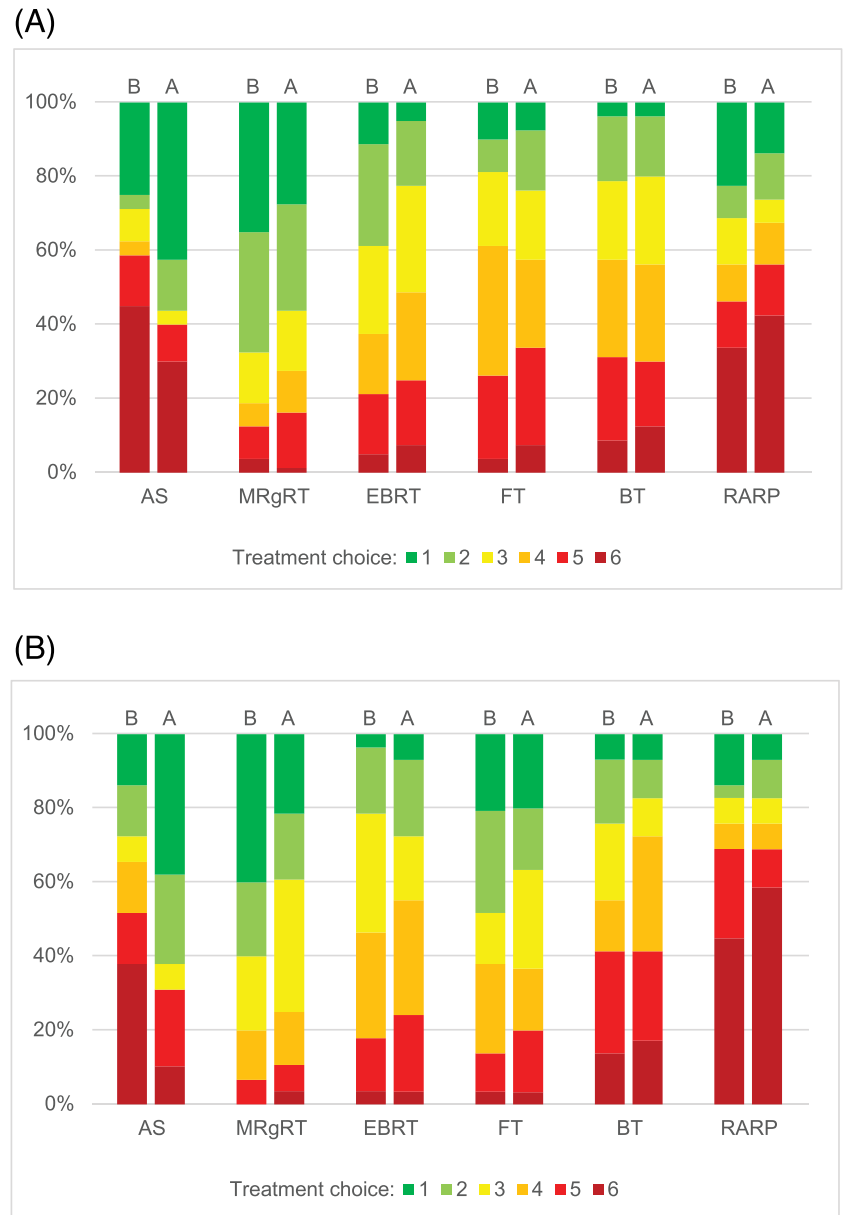 (A)
B A B A B A B A B A B A
100%
80%
60%
40%
20%
0%
AS MRgRT EBRT FT BT RARP
Treatment choice: 1 2 3 4 5 6
(B)
B A B A B A B A B A B A
100%
80%
60%
40%
20%
0%
AS MRgRT EBRT FT BT RARP
Treatment choice: 1 2 3 4 5 6